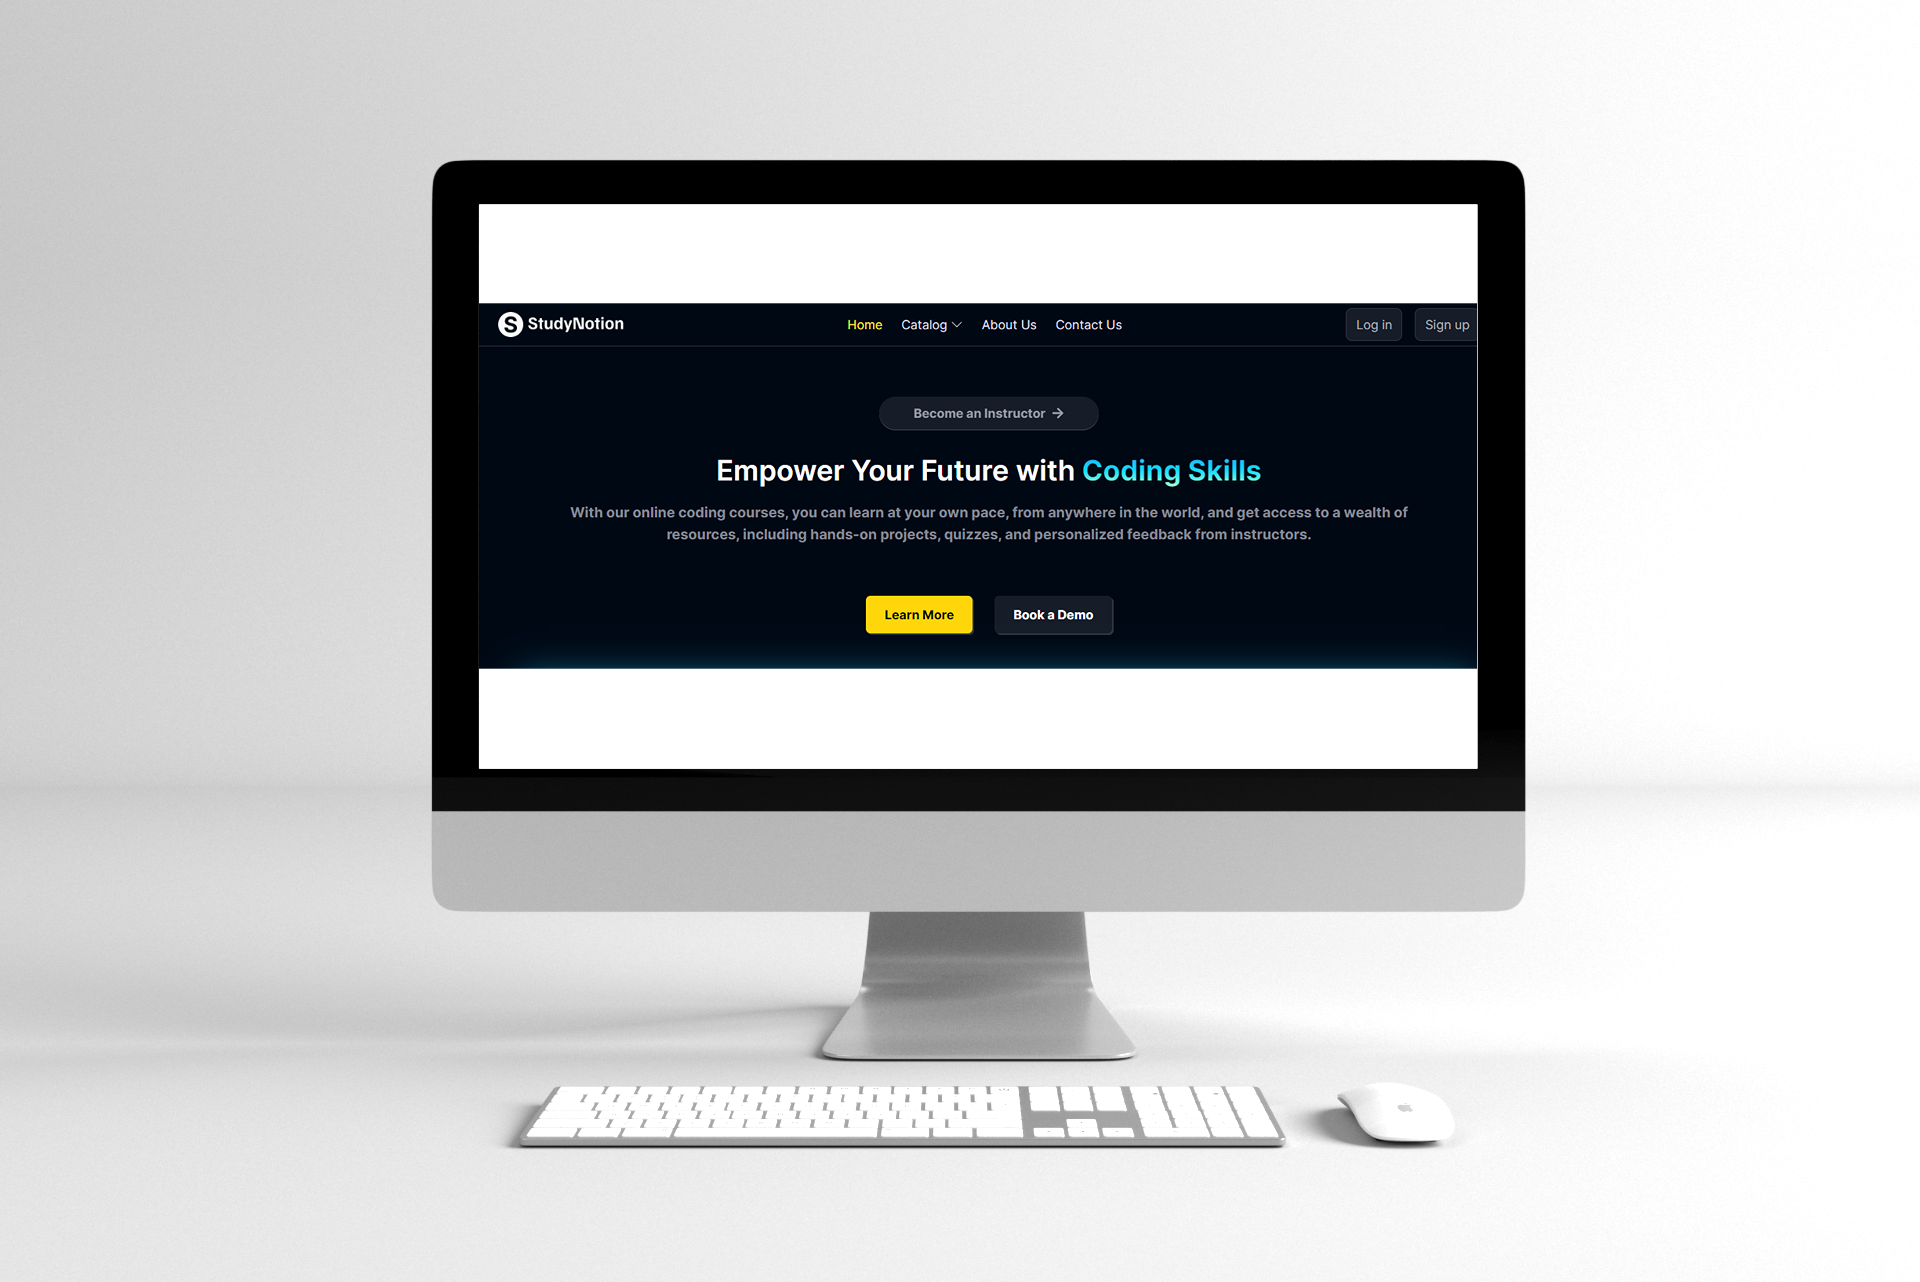 StudyNotion
Home Catalog About Us Contact Us
Log in Sign up
Become an Instructor →
Empower Your Future with Coding Skills
With our online coding courses, you can learn at your own pace, from anywhere in the world, and get access to a wealth of
resources, including hands-on projects, quizzes, and personalized feedback from instructors.
Learn More Book a Demo